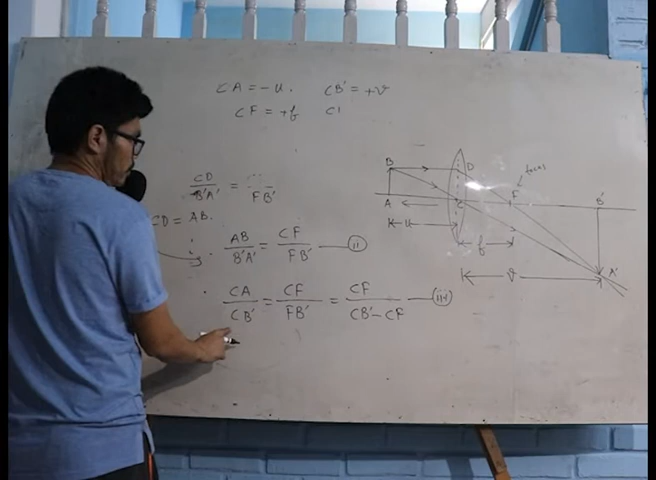 CA = -u. CB' = +v
CF = +f CI
CD/B'A' = FB'
CD = AB.
AB/B'A' = CF/FB' — (ii)
CA/CB' = CF/FB' = CF/(CB'-CF) — (iii)
B
D
focus
F
A
B'
u
f
v
A'